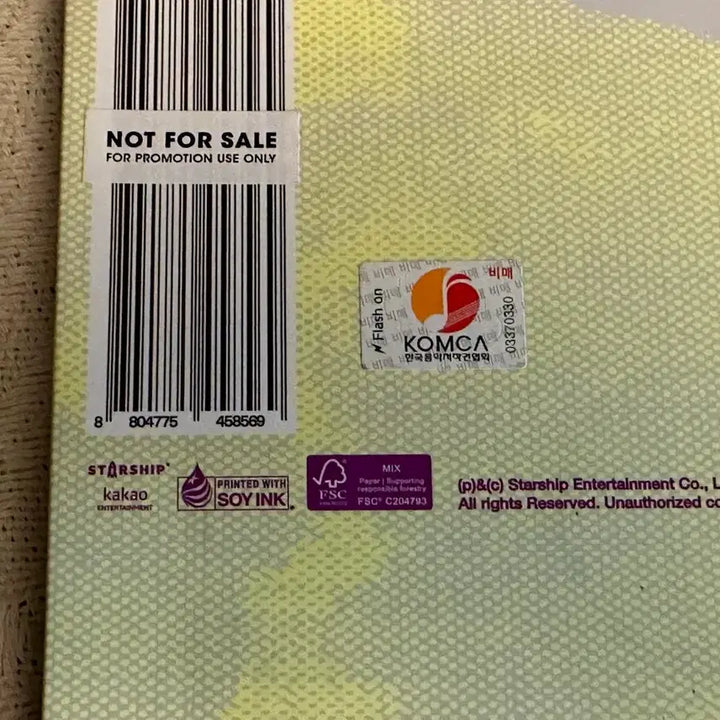 NOT FOR SALE
FOR PROMOTION USE ONLY
8 804775 458569
Flash on
비매
KOMCA
한국음악저작권협회
03370330
STARSHIP
kakao
ENTERTAINMENT
PRINTED WITH
SOY INK
FSC
MIX
Paper | Supporting
responsible forestry
FSC® C204793
(p)&(c) Starship Entertainment Co., L
All rights Reserved. Unauthorized co